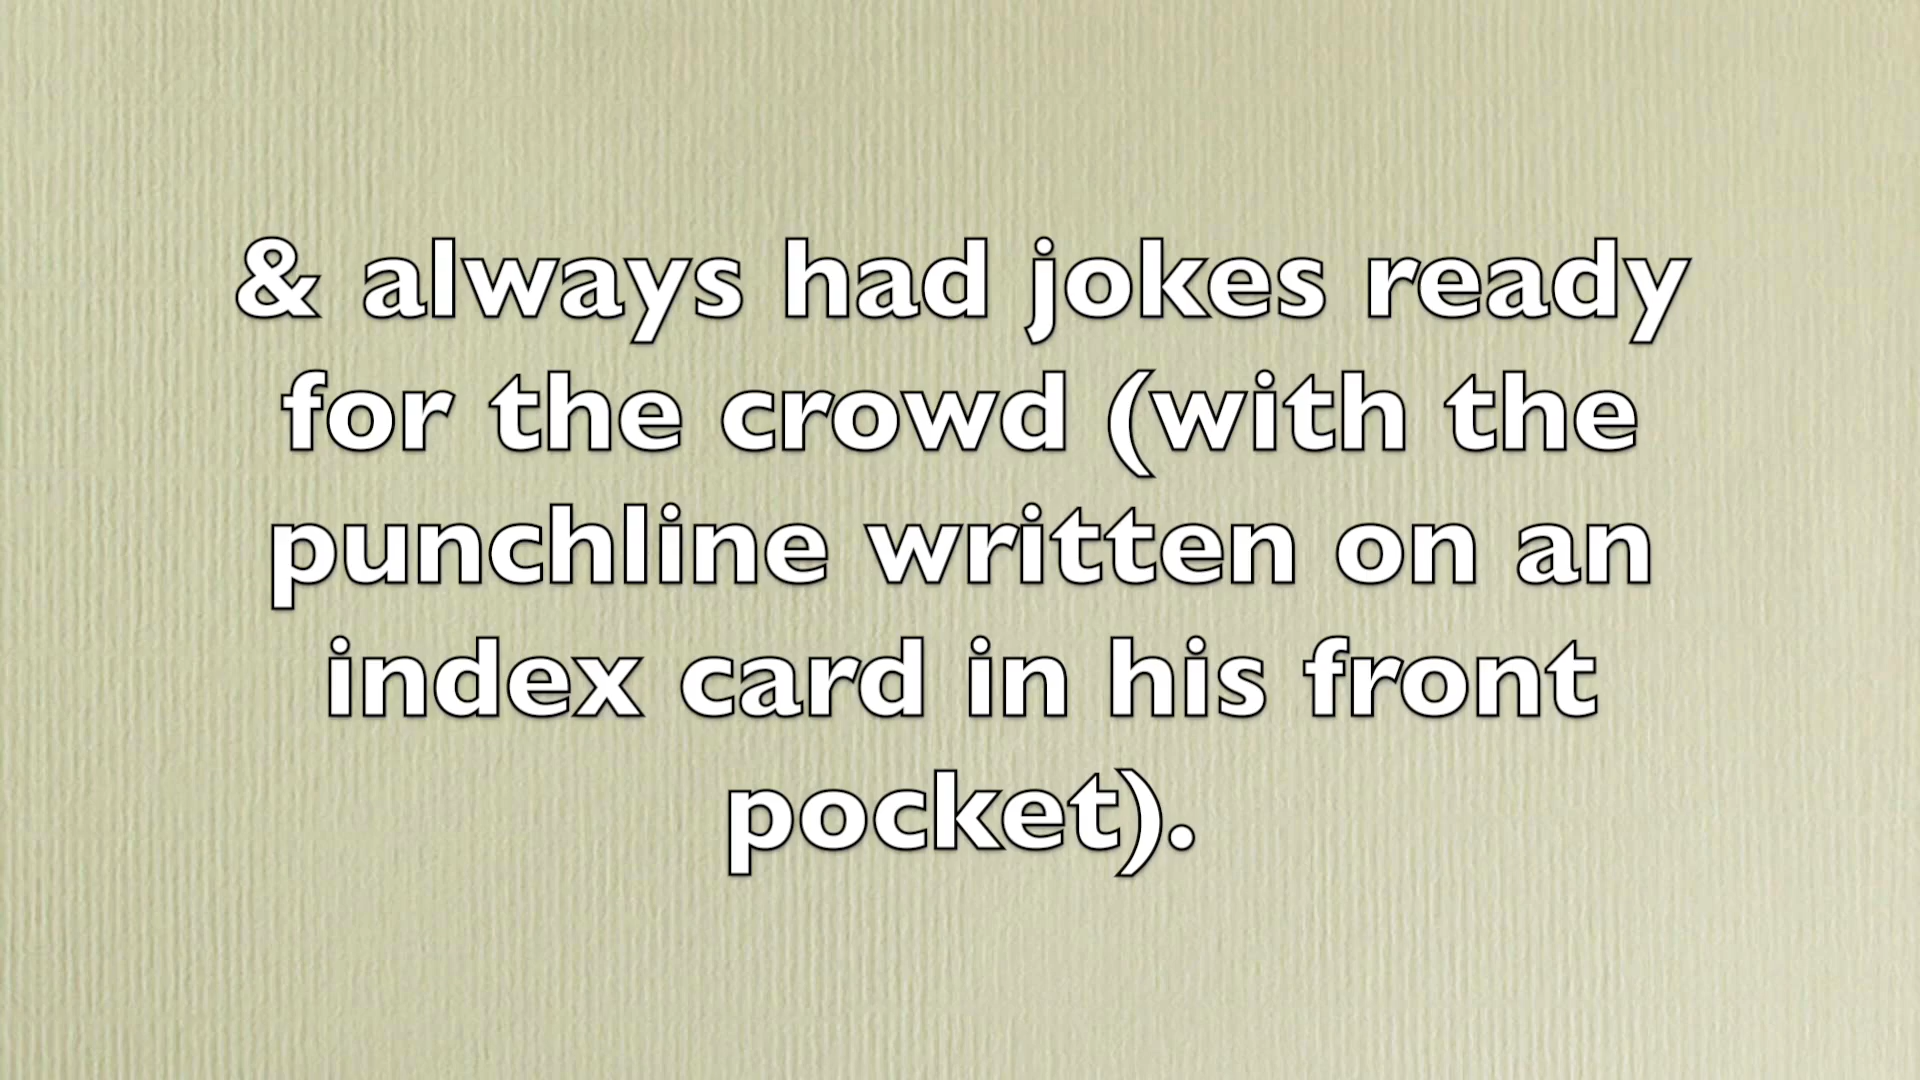 & always had jokes ready
for the crowd (with the
punchline written on an
index card in his front
pocket).